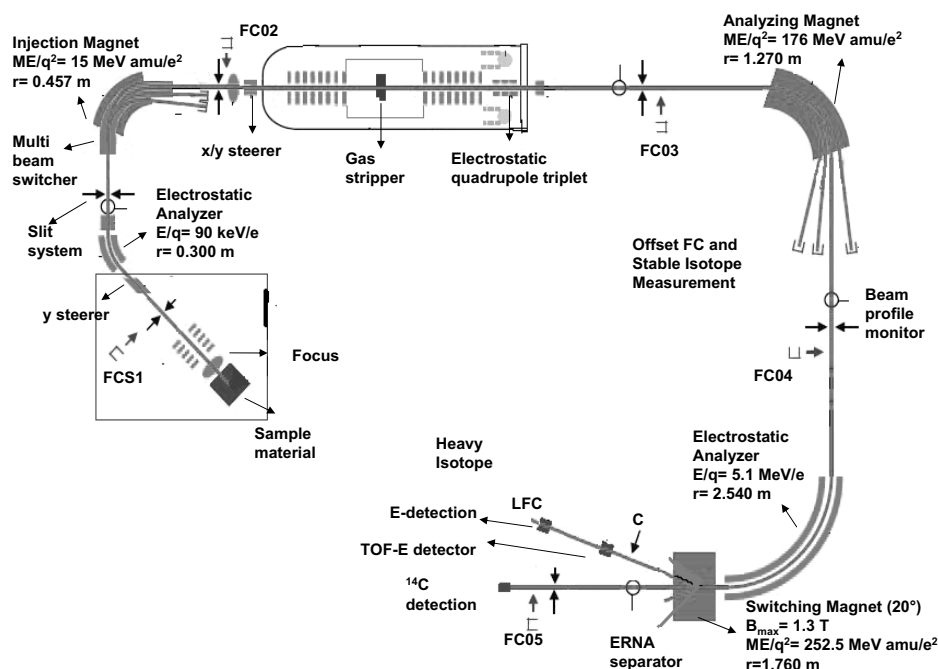 FC02
Injection Magnet
ME/q²= 15 MeV amu/e²
r= 0.457 m
Analyzing Magnet
ME/q²= 176 MeV amu/e²
r= 1.270 m
Multi
beam
switcher
x/y steerer
Gas
stripper
Electrostatic
quadrupole triplet
FC03
Slit
system
Electrostatic
Analyzer
E/q= 90 keV/e
r= 0.300 m
Offset FC and
Stable Isotope
Measurement
y steerer
Beam
profile
monitor
FCS1
Focus
FC04
Sample
material
Heavy
Isotope
Electrostatic
Analyzer
E/q= 5.1 MeV/e
r= 2.540 m
LFC
E-detection
C
TOF-E detector
¹⁴C
detection
FC05
ERNA
separator
Switching Magnet (20°)
Bmax= 1.3 T
ME/q²= 252.5 MeV amu/e²
r=1.760 m